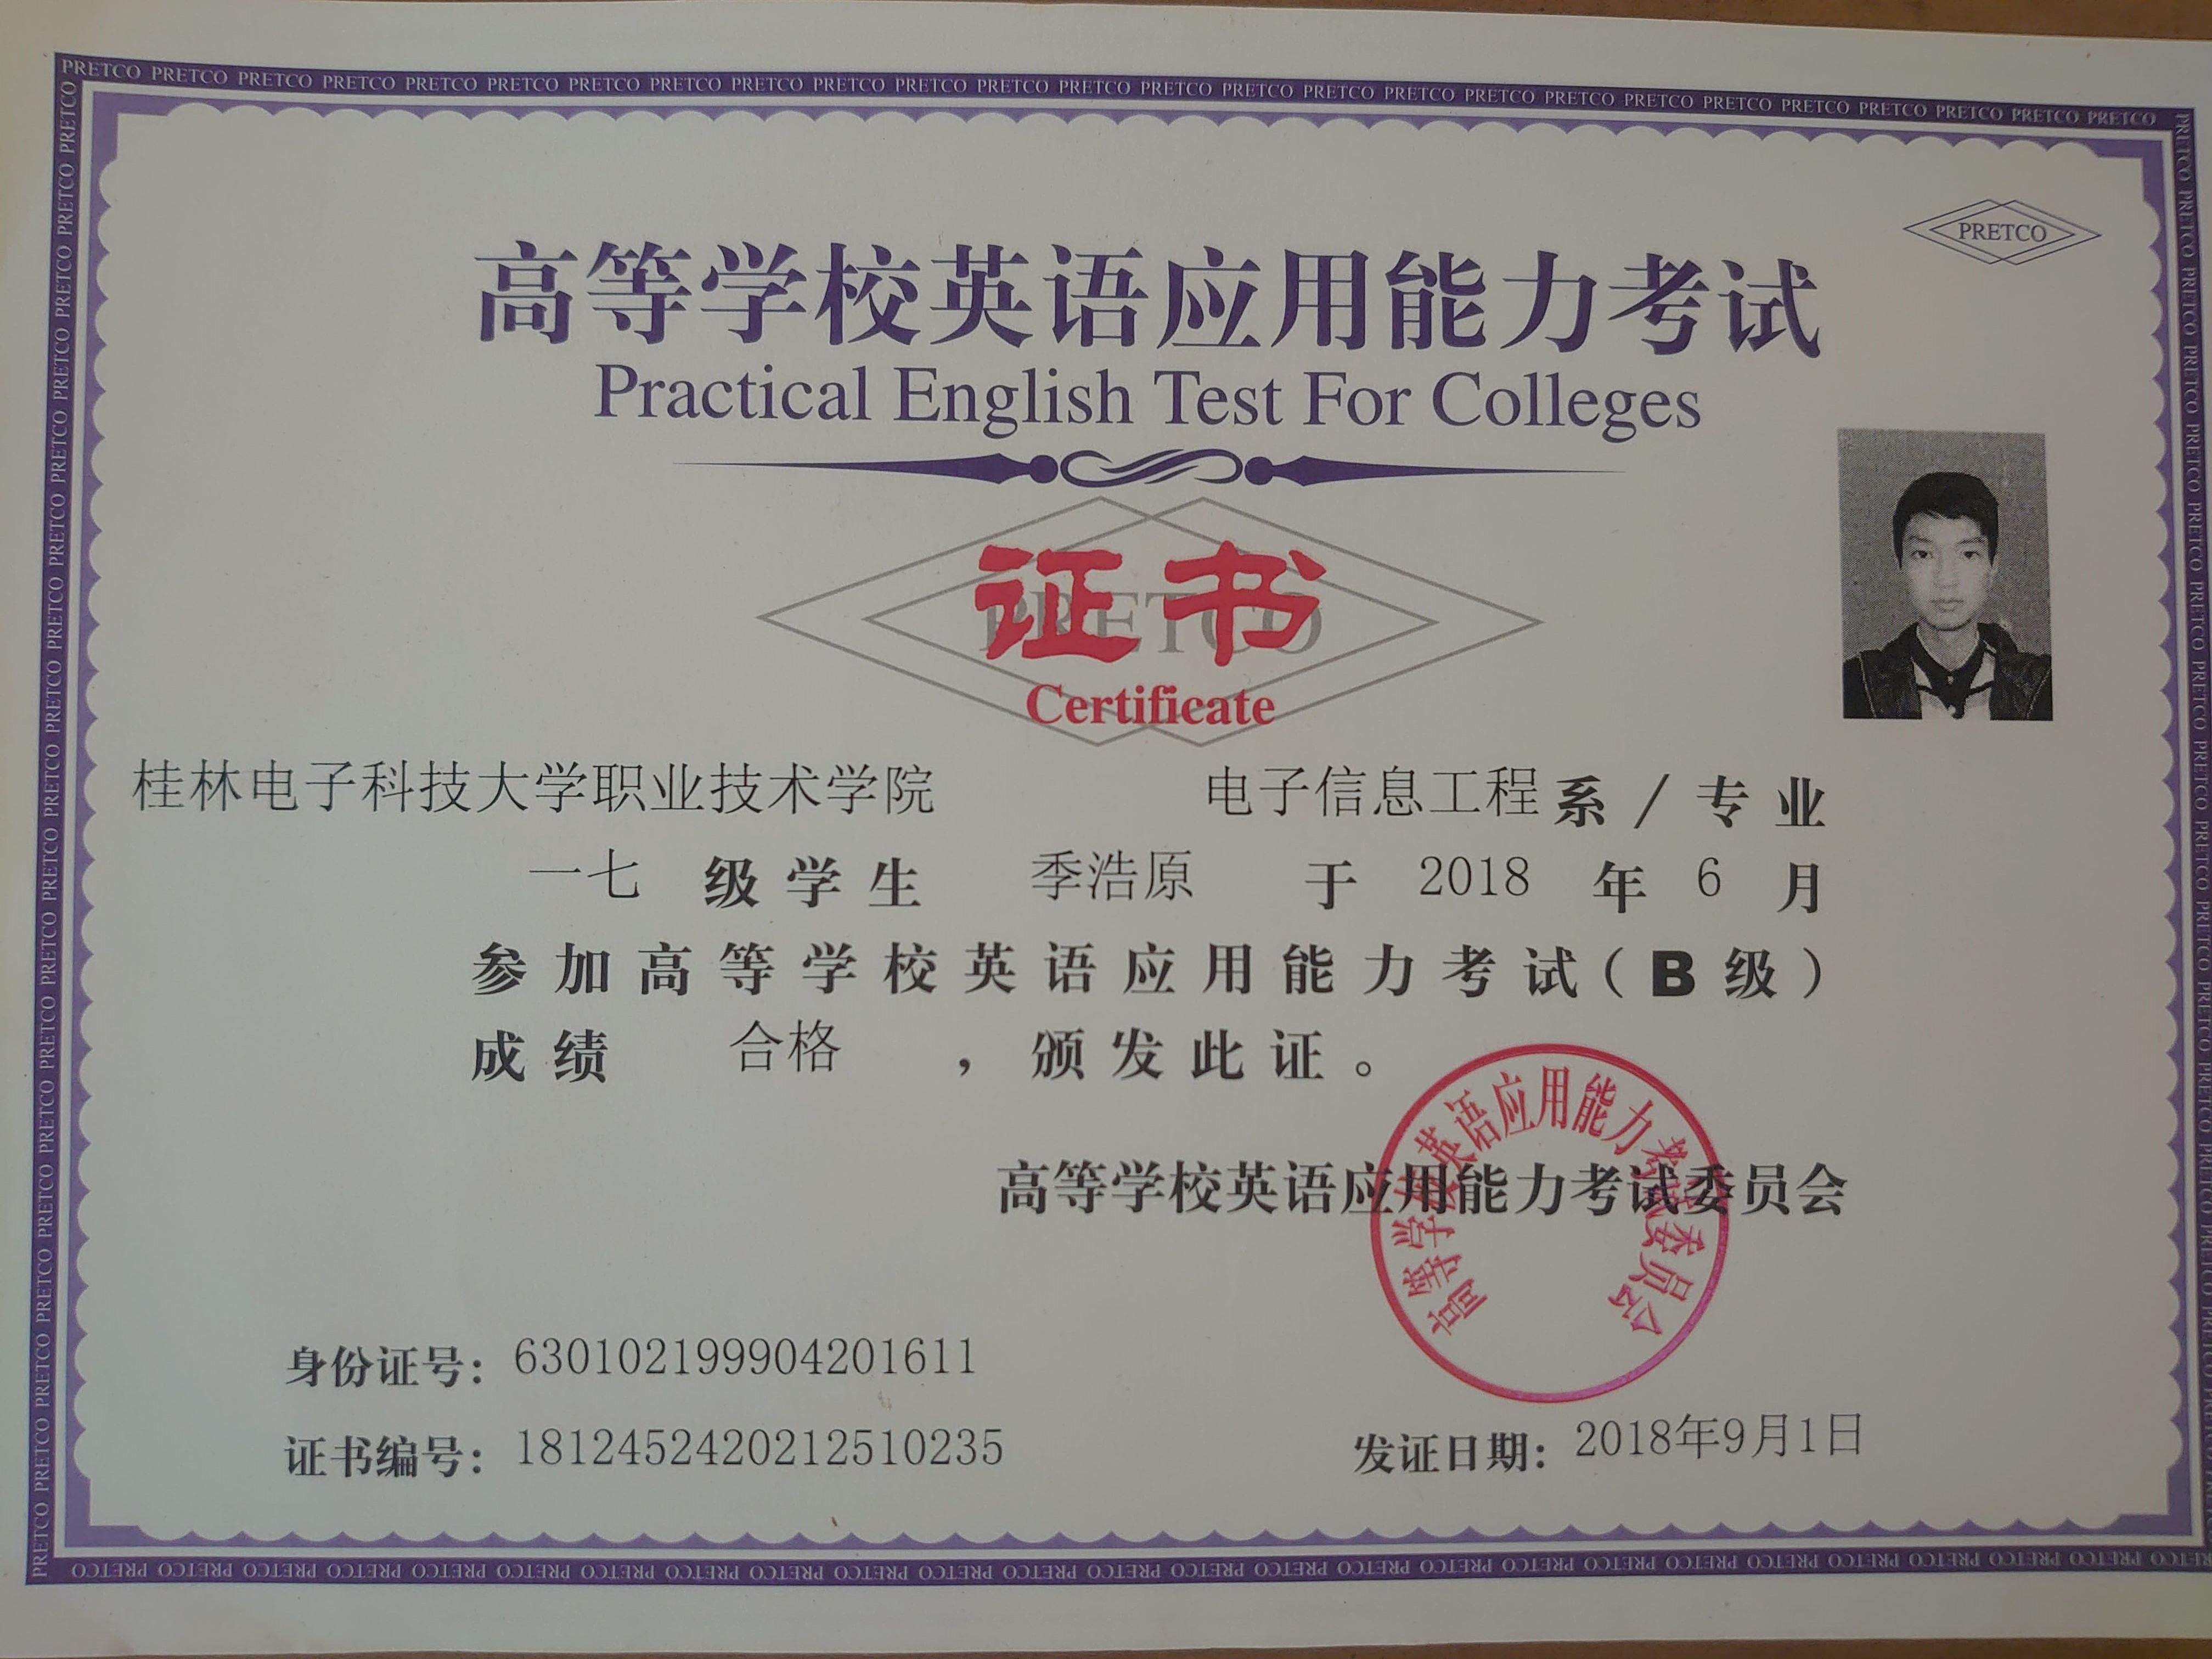 PRETCO PRETCO PRETCO PRETCO PRETCO PRETCO PRETCO PRETCO PRETCO PRETCO PRETCO PRETCO PRETCO PRETCO PRETCO PRETCO PRETCO PRETCO PRETCO PRETCO PRETCO PRETCO PRETCO PRETCO PRETCO PRETCO
PRETCO
高等学校英语应用能力考试
Practical English Test For Colleges
PRETCO
证书
Certificate
桂林电子科技大学职业技术学院 电子信息工程系/专业
一七 级学生 季浩原 于 2018 年 6 月
参加高等学校英语应用能力考试(B级)
成绩 合格 ,颁发此证。
高等学校英语应用能力考试委员会
高等学校英语应用能力考试委员会
身份证号: 630102199904201611
证书编号: 1812452420212510235
发证日期: 2018年9月1日